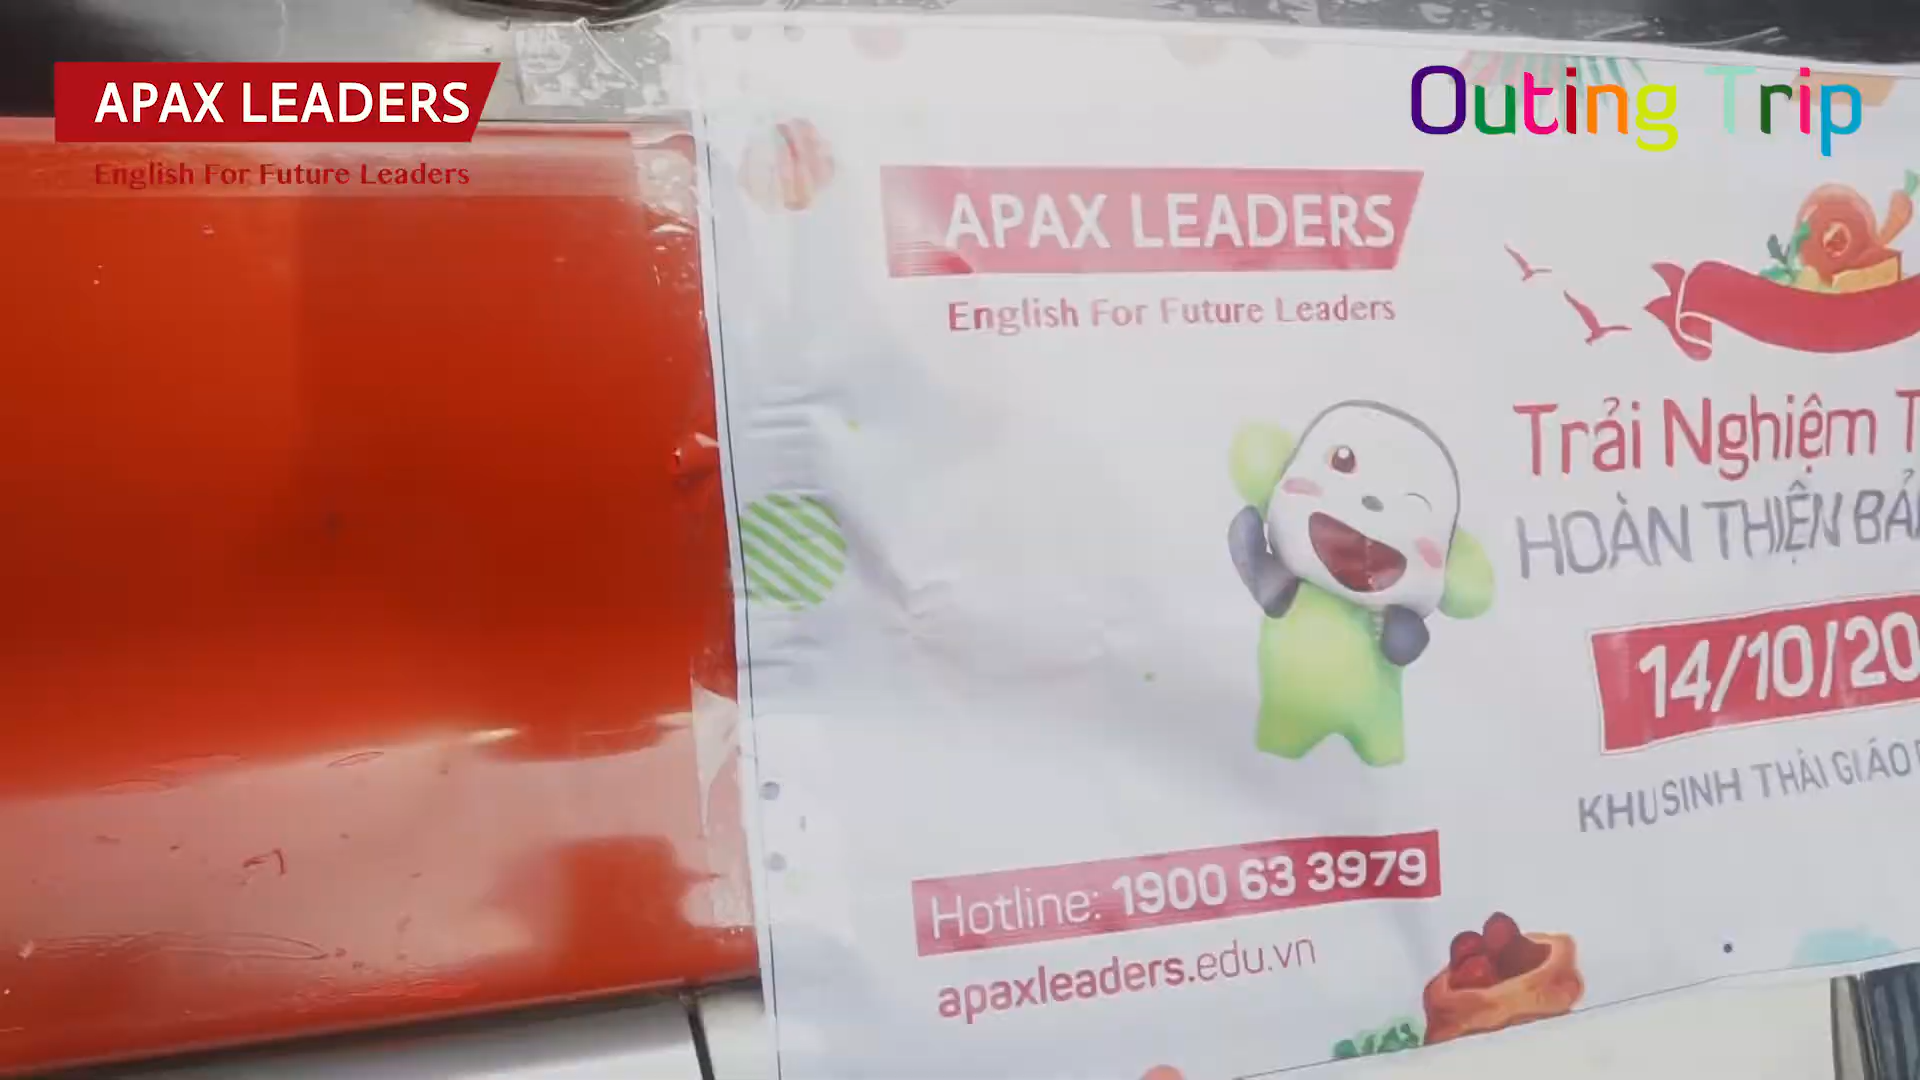 APAX LEADERS
English For Future Leaders
Outing Trip
APAX LEADERS
English For Future Leaders
Trải Nghiệm
HOÀN THIỆN
14/10/20
KHU SINH THÁI GIÁO
Hotline: 1900 63 3979
apaxleaders.edu.vn